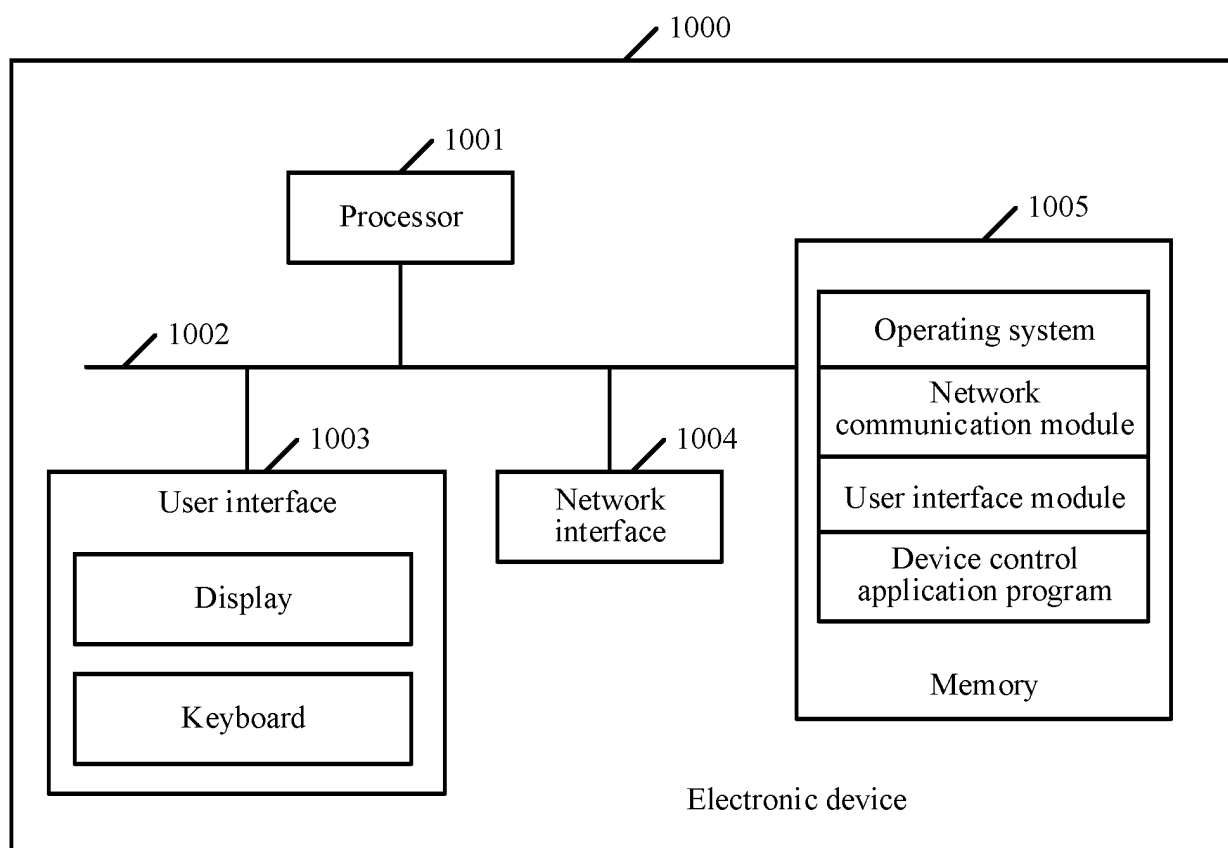 1000
1001
Processor
1005
1002
Operating system
Network
communication module
User interface module
Device control
application program
Memory
1003
User interface
Display
Keyboard
1004
Network
interface
Electronic device